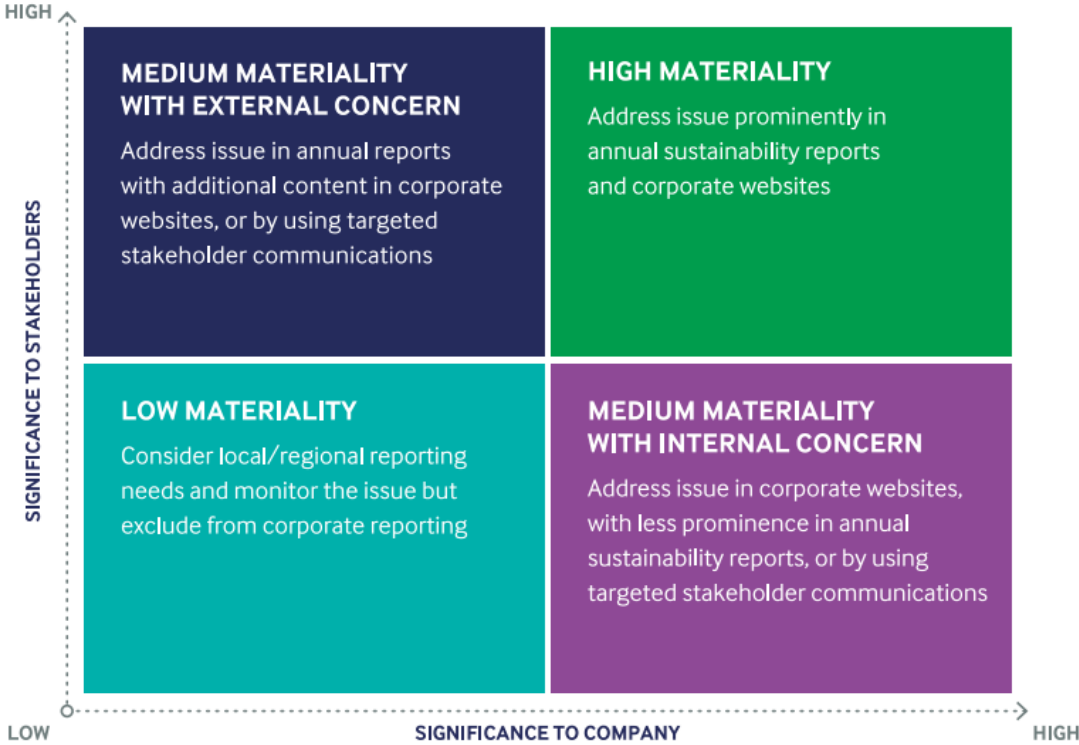 HIGH
MEDIUM MATERIALITY
WITH EXTERNAL CONCERN
Address issue in annual reports
with additional content in corporate
websites, or by using targeted
stakeholder communications
HIGH MATERIALITY
Address issue prominently in
annual sustainability reports
and corporate websites
SIGNIFICANCE TO STAKEHOLDERS
LOW MATERIALITY
Consider local/regional reporting
needs and monitor the issue but
exclude from corporate reporting
MEDIUM MATERIALITY
WITH INTERNAL CONCERN
Address issue in corporate websites,
with less prominence in annual
sustainability reports, or by using
targeted stakeholder communications
LOW
SIGNIFICANCE TO COMPANY
HIGH